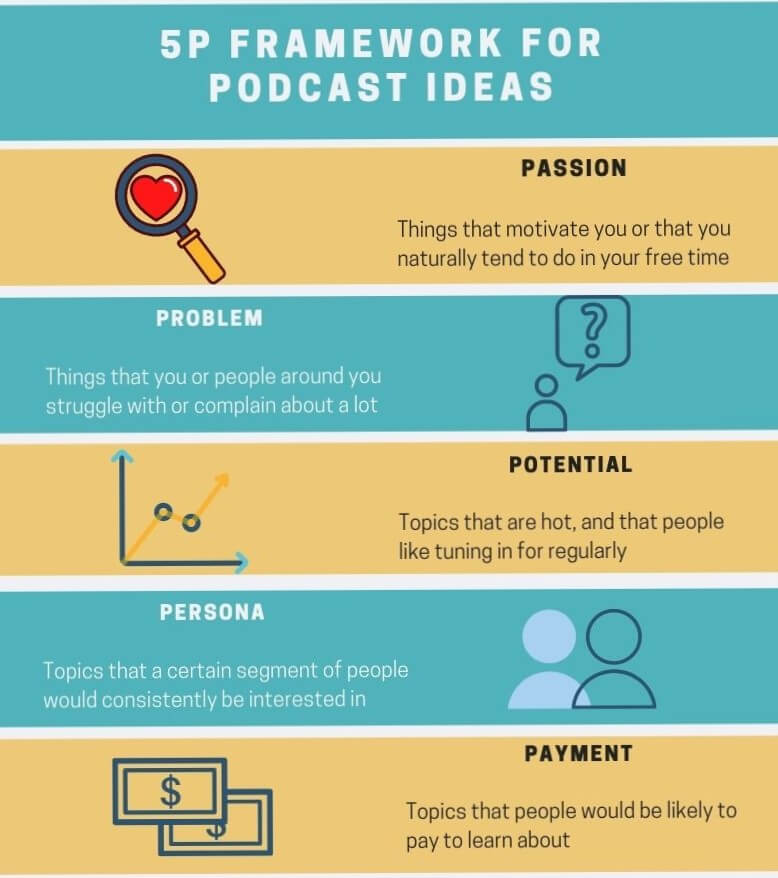 5P FRAMEWORK FOR
PODCAST IDEAS
PASSION
Things that motivate you or that you
naturally tend to do in your free time
PROBLEM
Things that you or people around you
struggle with or complain about a lot
?
POTENTIAL
Topics that are hot, and that people
like tuning in for regularly
PERSONA
Topics that a certain segment of people
would consistently be interested in
PAYMENT
$
$
Topics that people would be likely to
pay to learn about